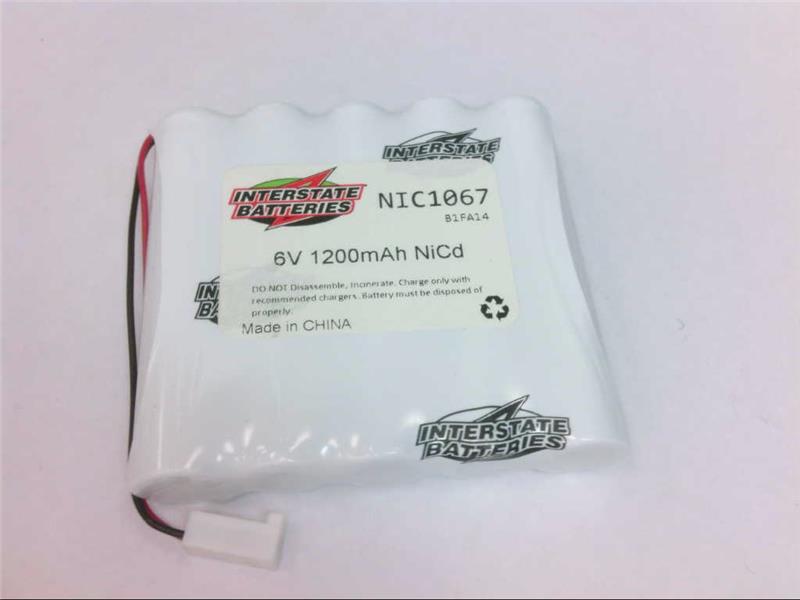 INTERSTATE
BATTERIES
INTERSTATE
BATTERIES
NIC1067
B1FA14
6V 1200mAh NiCd
DO NOT Disassemble, Incinerate. Charge only with
recommended chargers. Battery must be disposed of
properly.
Made in CHINA
INTERSTATE
BATTERIES